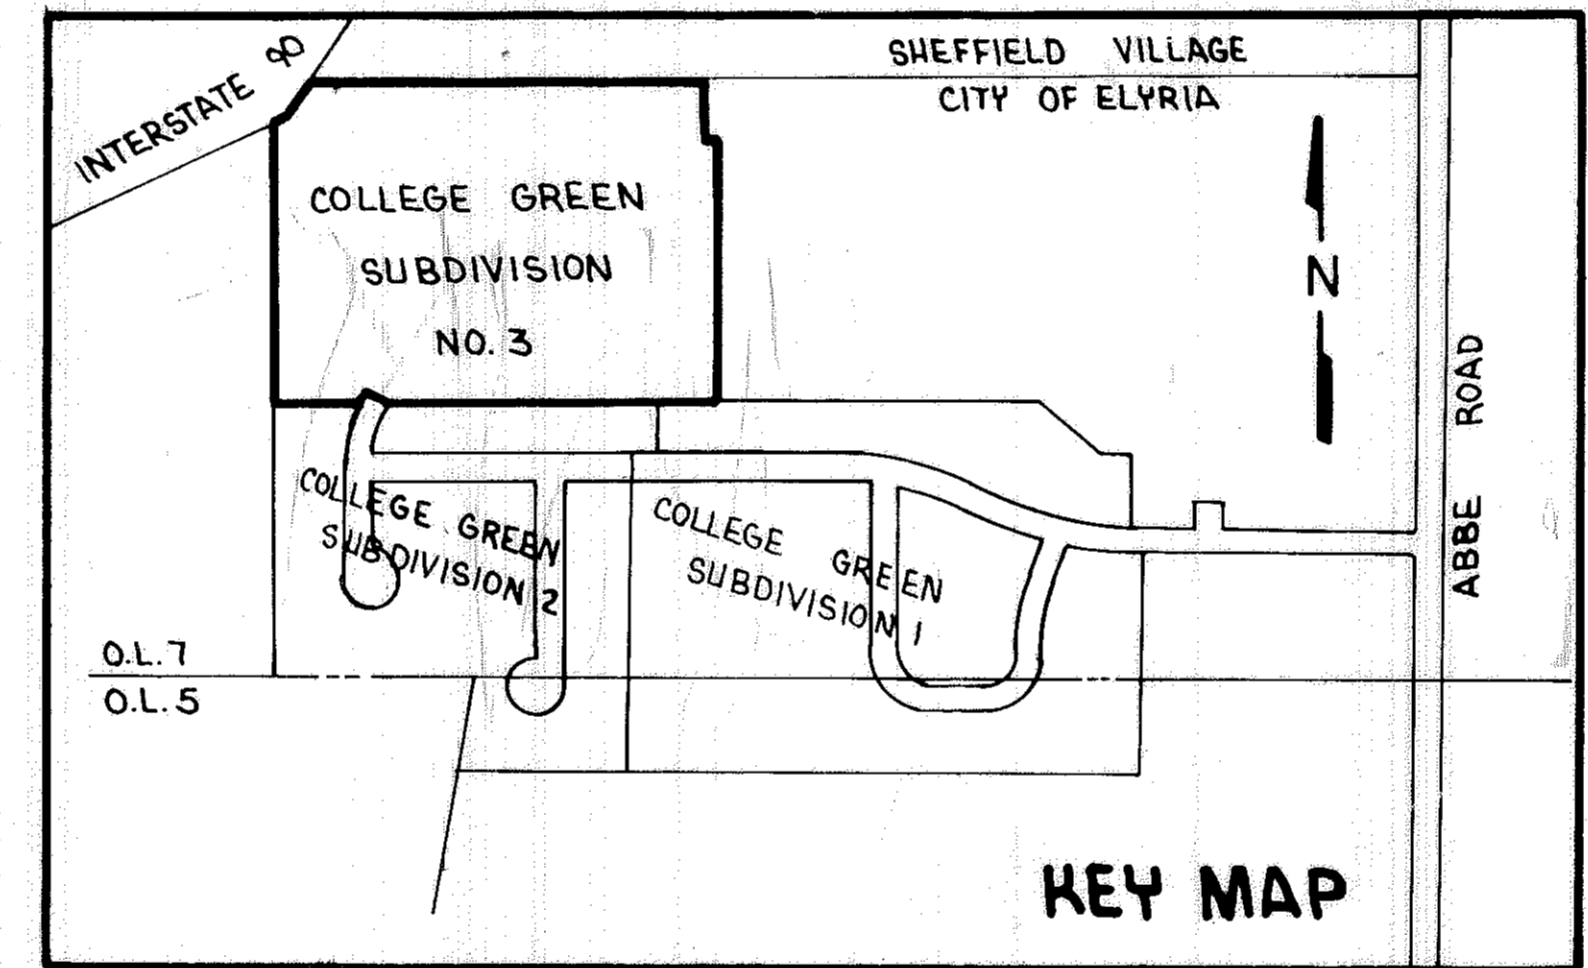 INTERSTATE 90
SHEFFIELD VILLAGE
CITY OF ELYRIA
COLLEGE GREEN
SUBDIVISION
NO. 3
N
ABBE ROAD
COLLEGE GREEN
SUBDIVISION 2
COLLEGE GREEN
SUBDIVISION 1
O.L.7
O.L.5
KEY MAP